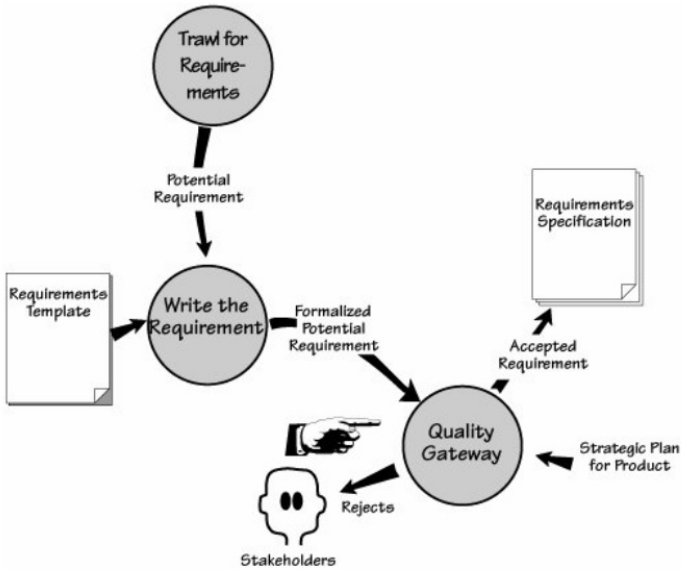 Trawl for
Require-
ments
Potential
Requirement
Requirements
Specification
Requirements
Template
Write the
Requirement
Formalized
Potential
Requirement
Accepted
Requirement
Quality
Gateway
Strategic Plan
for Product
Rejects
Stakeholders